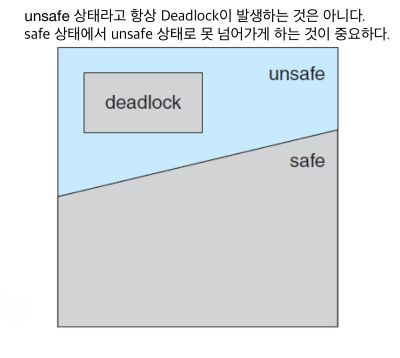 unsafe 상태라고 항상 Deadlock이 발생하는 것은 아니다.
safe 상태에서 unsafe 상태로 못 넘어가게 하는 것이 중요하다.
unsafe
deadlock
safe